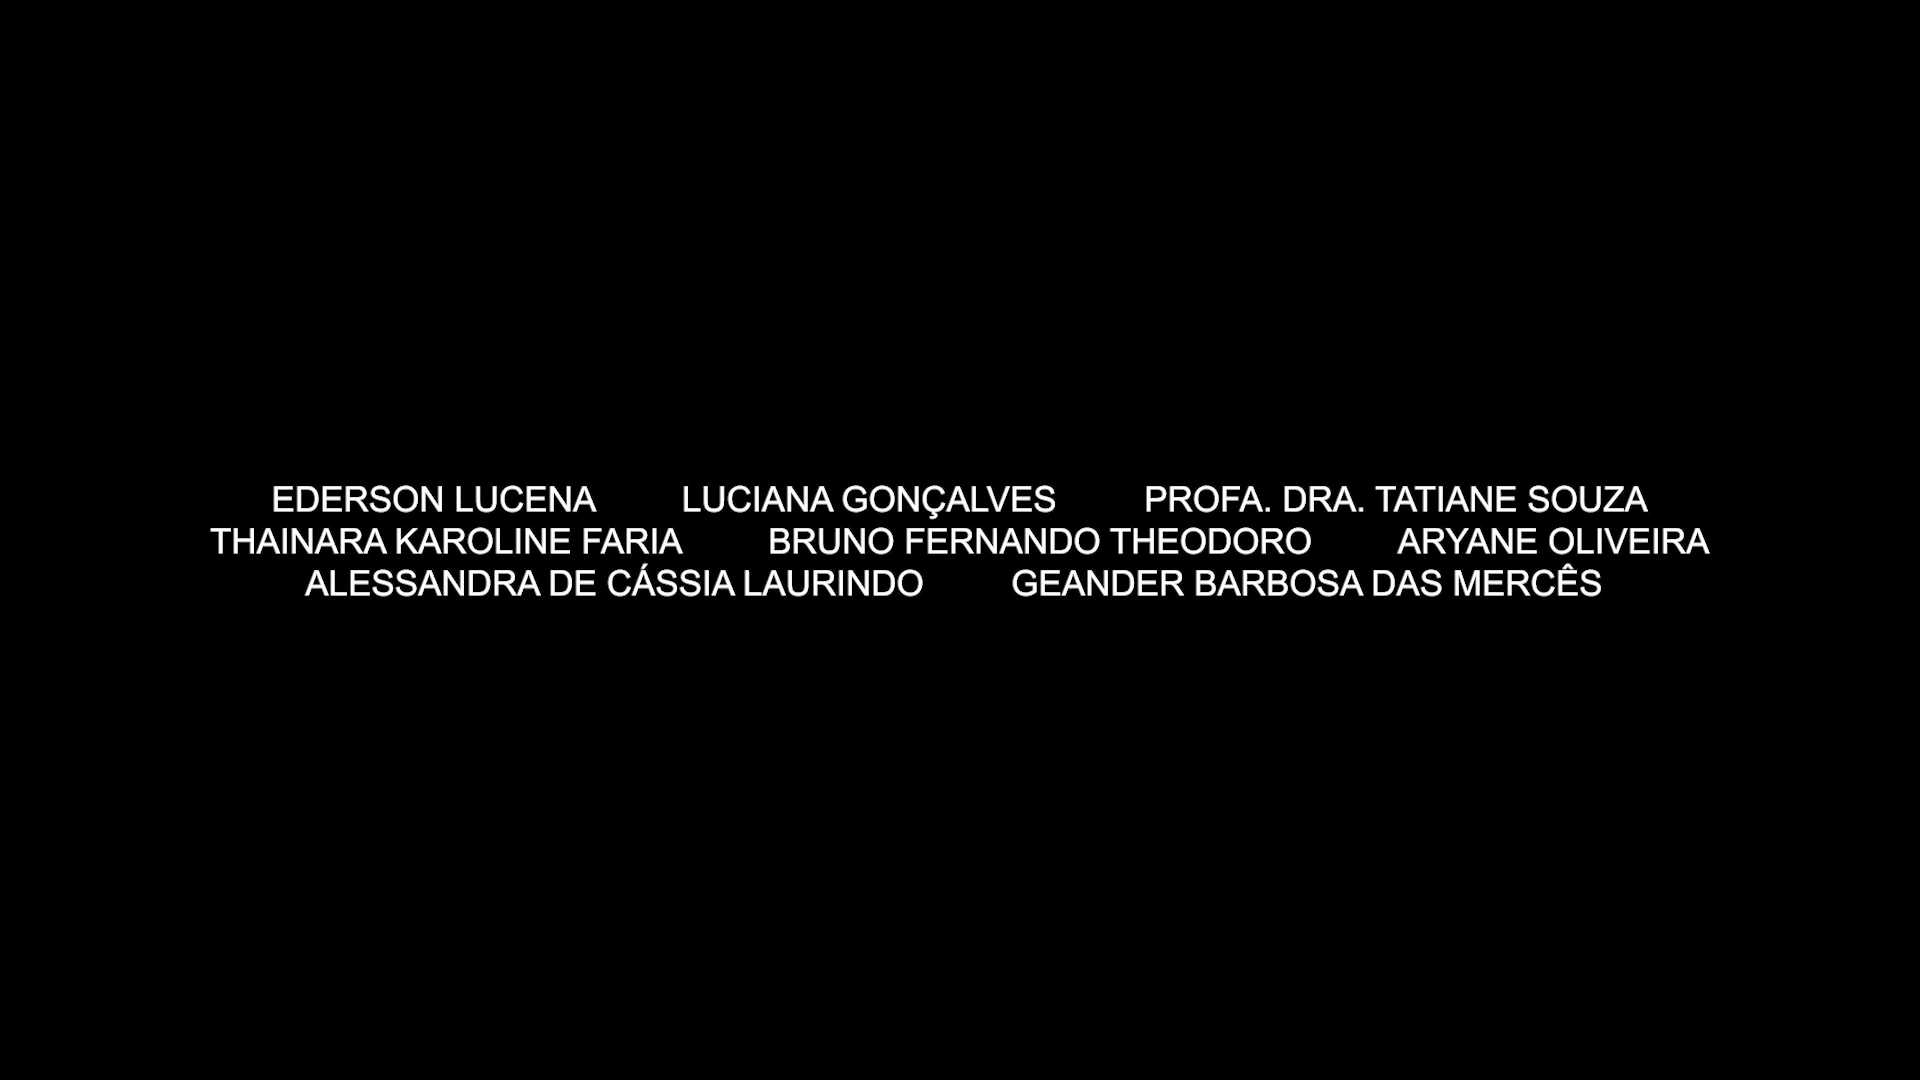 EDERSON LUCENA LUCIANA GONÇALVES PROFA. DRA. TATIANE SOUZA
THAINARA KAROLINE FARIA BRUNO FERNANDO THEODORO ARYANE OLIVEIRA
ALESSANDRA DE CÁSSIA LAURINDO GEANDER BARBOSA DAS MERCÊS